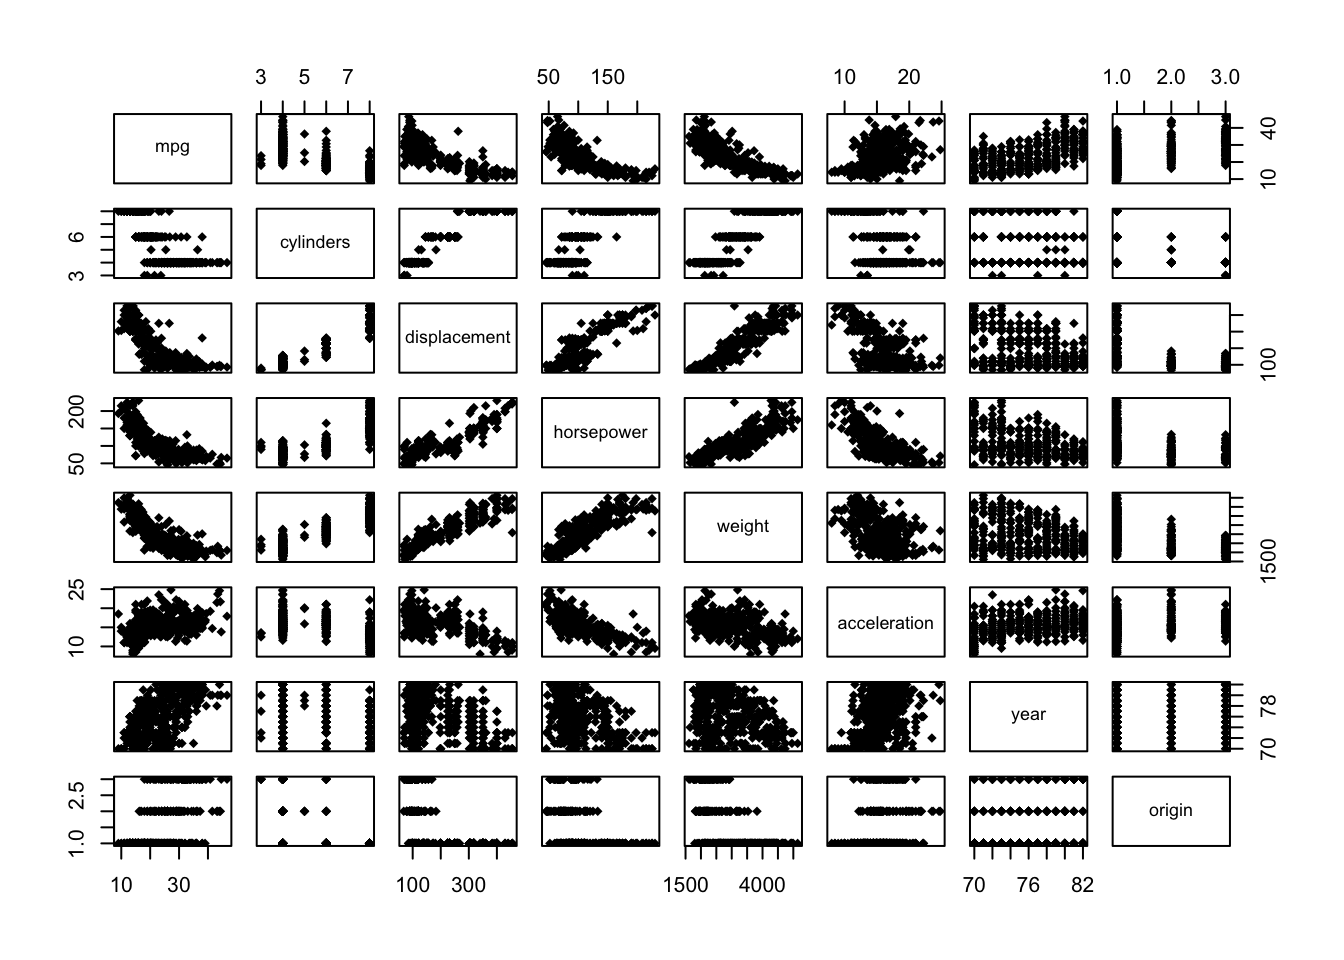 3 5 7 50 150 10 20 1.0 2.0 3.0
mpg 10 40
3 6 cylinders
displacement 100
50 200 horsepower
weight 1500
10 25 acceleration
year 70 78
1.0 2.5 origin
10 30 100 300 1500 4000 70 76 82